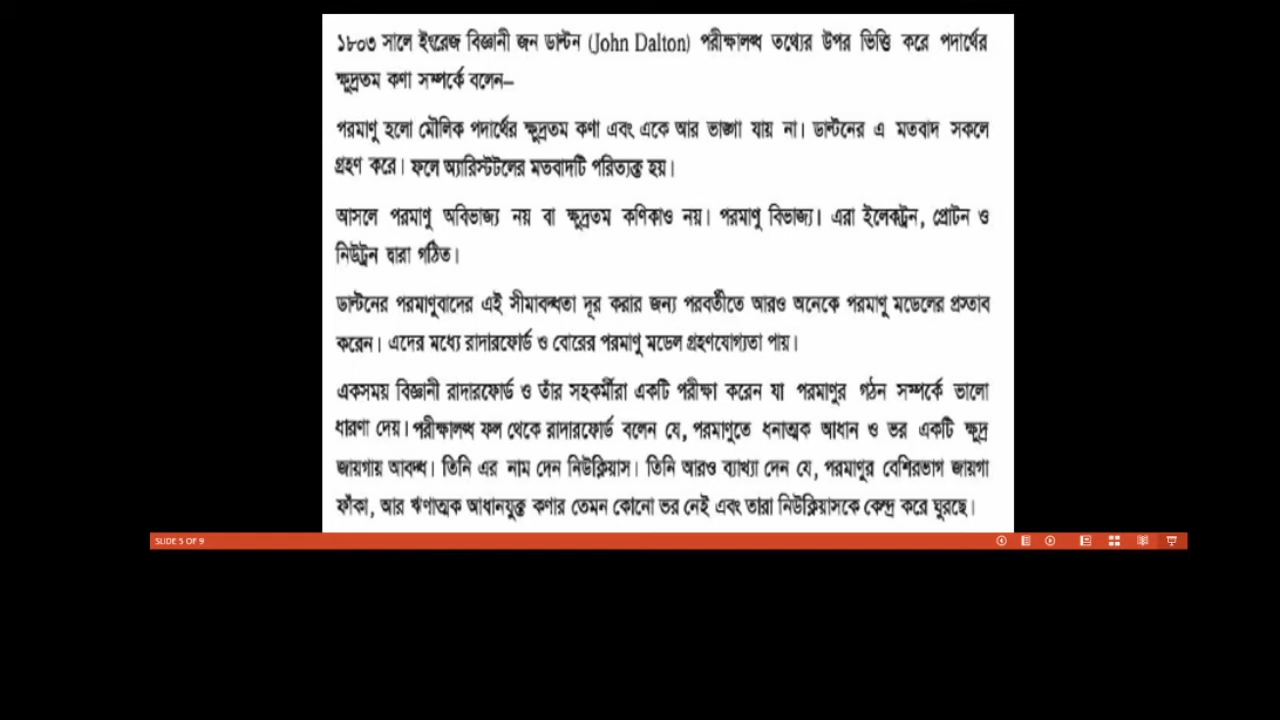 ১৮০৩ সালে ইংরেজ বিজ্ঞানী জন ডাল্টন (John Dalton) পরীক্ষালব্ধ তথ্যের উপর ভিত্তি করে পদার্থের
ক্ষুদ্রতম কণা সম্পর্কে বলেন–
পরমাণু হলো মৌলিক পদার্থের ক্ষুদ্রতম কণা এবং একে আর ভাঙ্গা যায় না। ডাল্টনের এ মতবাদ সকলে
গ্রহণ করে। ফলে অ্যারিস্টটলের মতবাদটি পরিত্যক্ত হয়।
আসলে পরমাণু অবিভাজ্য নয় বা ক্ষুদ্রতম কণিকাও নয়। পরমাণু বিভাজ্য। এরা ইলেকট্রন, প্রোটন ও
নিউট্রন দ্বারা গঠিত।
ডাল্টনের পরমাণুবাদের এই সীমাবদ্ধতা দূর করার জন্য পরবর্তীতে আরও অনেকে পরমাণু মডেলের প্রস্তাব
করেন। এদের মধ্যে রাদারফোর্ড ও বোরের পরমাণু মডেল গ্রহণযোগ্যতা পায়।
একসময় বিজ্ঞানী রাদারফোর্ড ও তাঁর সহকর্মীরা একটি পরীক্ষা করেন যা পরমাণুর গঠন সম্পর্কে ভালো
ধারণা দেয়। পরীক্ষালব্ধ ফল থেকে রাদারফোর্ড বলেন যে, পরমাণুতে ধনাত্মক আধান ও ভর একটি ক্ষুদ্র
জায়গায় আবদ্ধ। তিনি এর নাম দেন নিউক্লিয়াস। তিনি আরও ব্যাখ্যা দেন যে, পরমাণুর বেশিরভাগ জায়গা
ফাঁকা, আর ঋণাত্মক আধানযুক্ত কণার তেমন কোনো ভর নেই এবং তারা নিউক্লিয়াসকে কেন্দ্র করে ঘুরছে।
SLIDE 5 OF 9